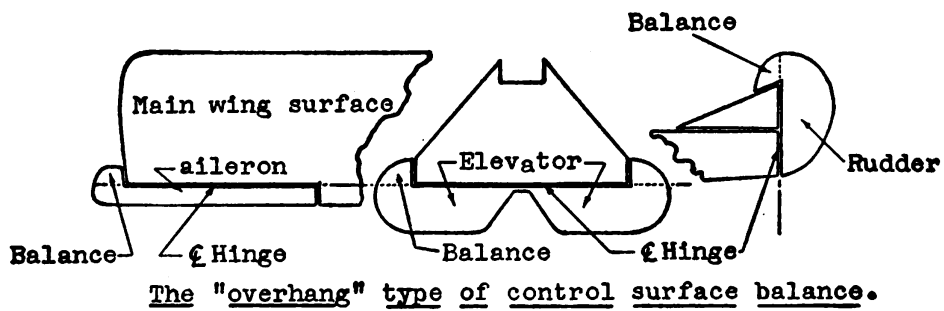 Balance
Main wing surface
aileron
Elevator
Rudder
Balance
℄ Hinge
Balance
℄ Hinge
The "overhang" type of control surface balance.